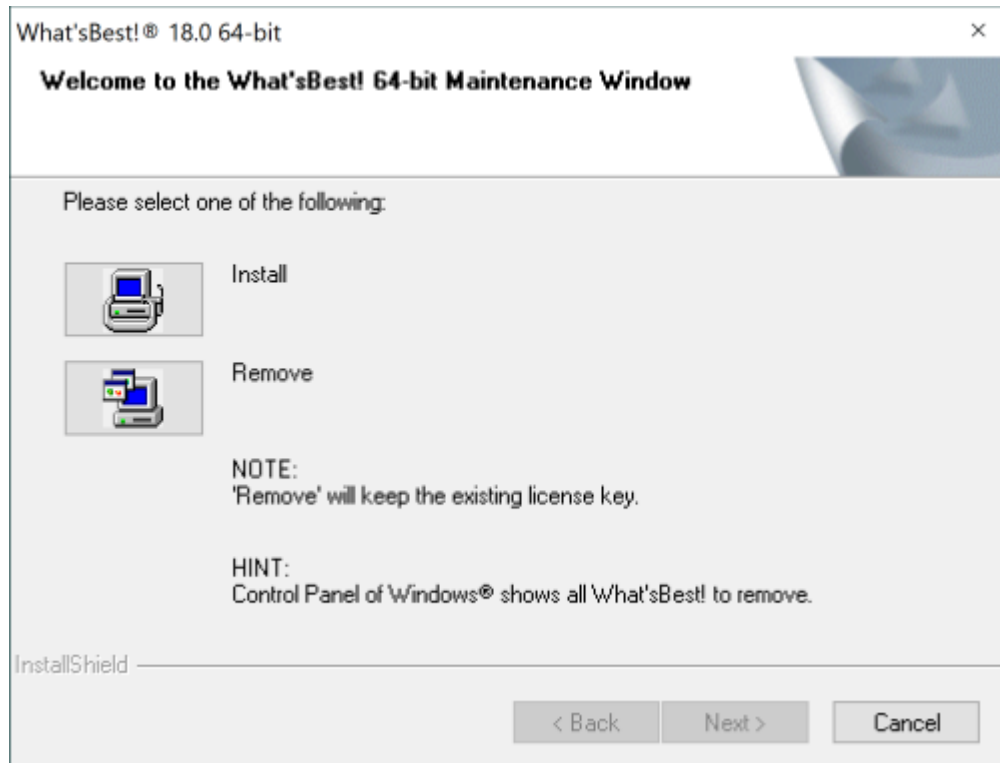 What'sBest!® 18.0 64-bit
Welcome to the What'sBest! 64-bit Maintenance Window
Please select one of the following:
Install
Remove
NOTE:
'Remove' will keep the existing license key.
HINT:
Control Panel of Windows® shows all What'sBest! to remove.
InstallShield
< Back Next > Cancel